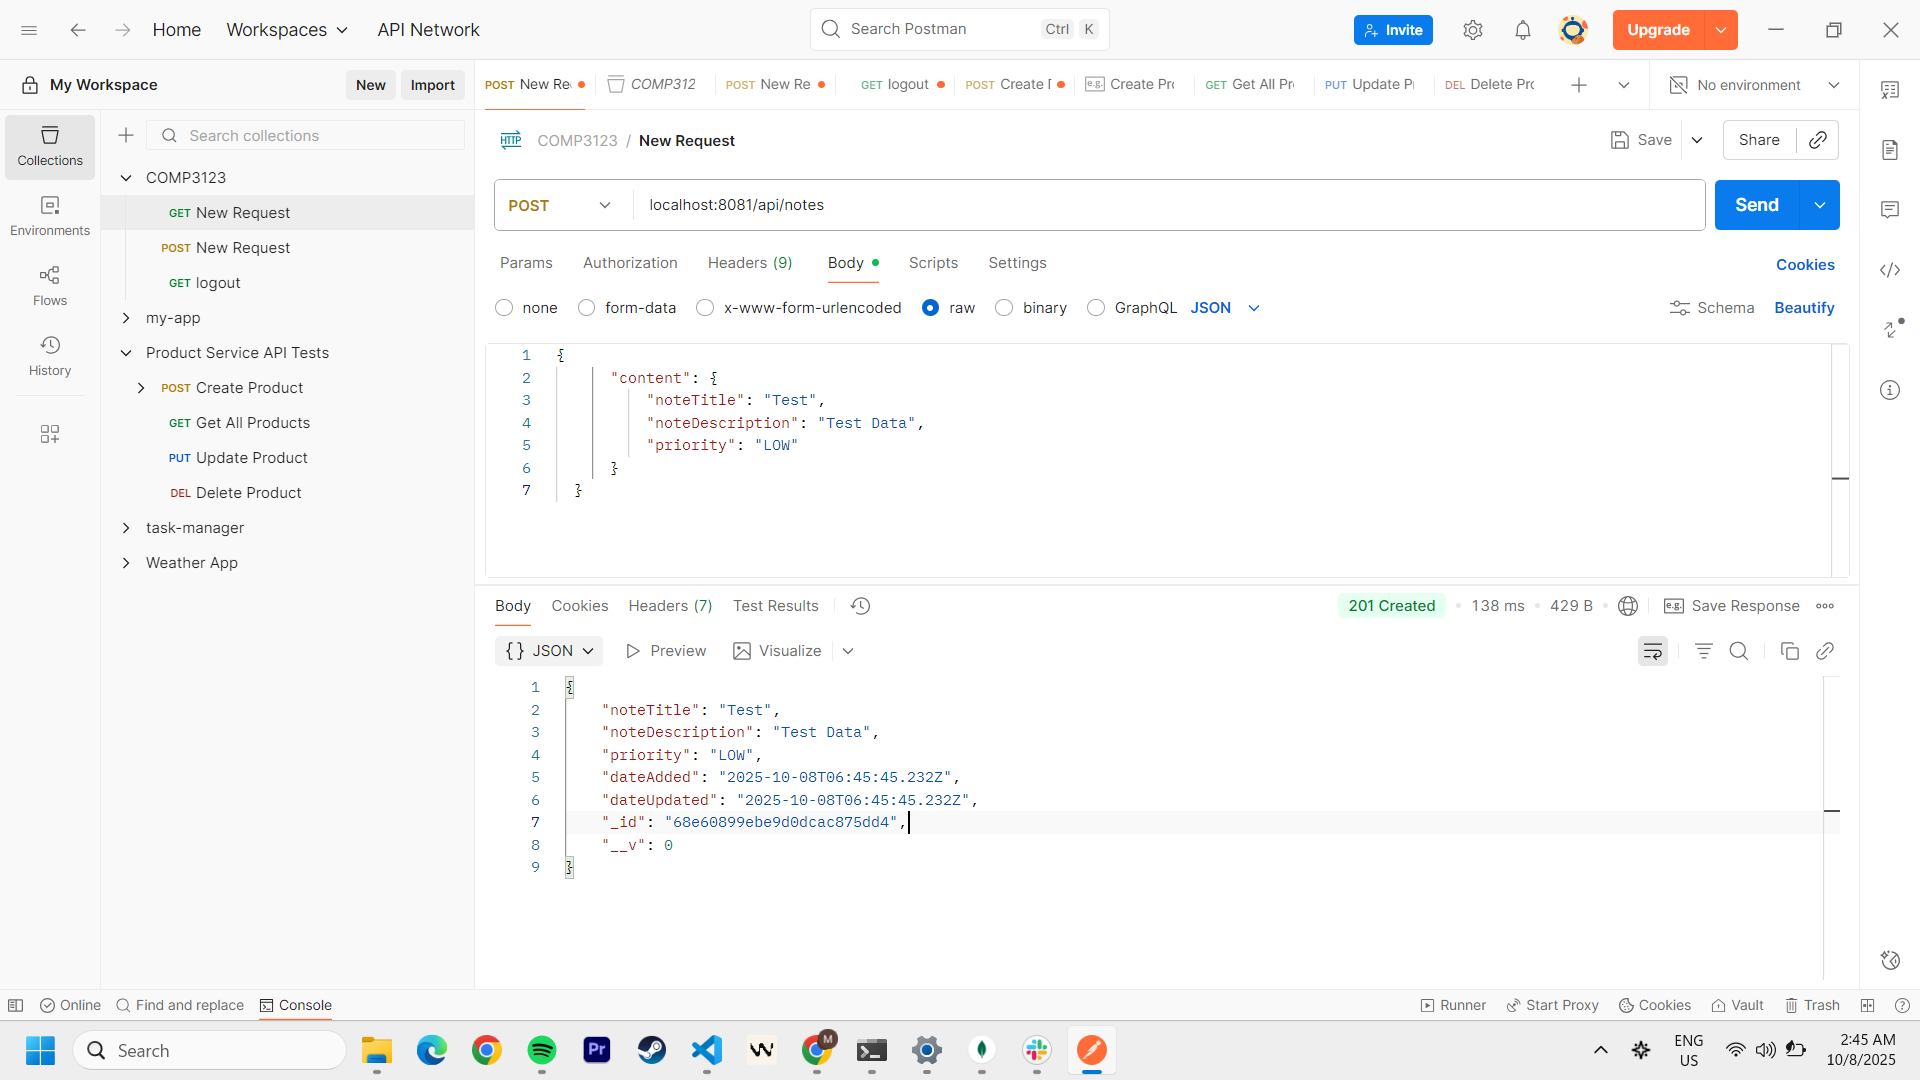 Home Workspaces API Network Search Postman Ctrl K Invite Upgrade
My Workspace New Import
POST New Re COMP312 POST New Re GET logout POST Create e.g. Create Pr GET Get All Pr UPDATE PUT Update P DEL Delete Pro No environment
Collections
Environments
Flows
History
Search collections
COMP3123
GET New Request
POST New Request
GET logout
my-app
Product Service API Tests
POST Create Product
GET Get All Products
PUT Update Product
DEL Delete Product
task-manager
Weather App
HTTP COMP3123 / New Request Save Share
POST localhost:8081/api/notes Send
Params Authorization Headers (9) Body Scripts Settings Cookies
none form-data x-www-form-urlencoded raw binary GraphQL JSON Schema Beautify
1 {
2 "content": {
3 "noteTitle": "Test",
4 "noteDescription": "Test Data",
5 "priority": "LOW"
6 }
7 }
Body Cookies Headers (7) Test Results 201 Created 138 ms 429 B e.g. Save Response
{} JSON Preview Visualize
1 {
2 "noteTitle": "Test",
3 "noteDescription": "Test Data",
4 "priority": "LOW",
5 "dateAdded": "2025-10-08T06:45:45.232Z",
6 "dateUpdated": "2025-10-08T06:45:45.232Z",
7 "_id": "68e60899ebe9d0dcac875dd4",
8 "__v": 0
9 }
Online Find and replace Console Runner Start Proxy Cookies Vault Trash
Search Pr M ENG US 2:45 AM 10/8/2025